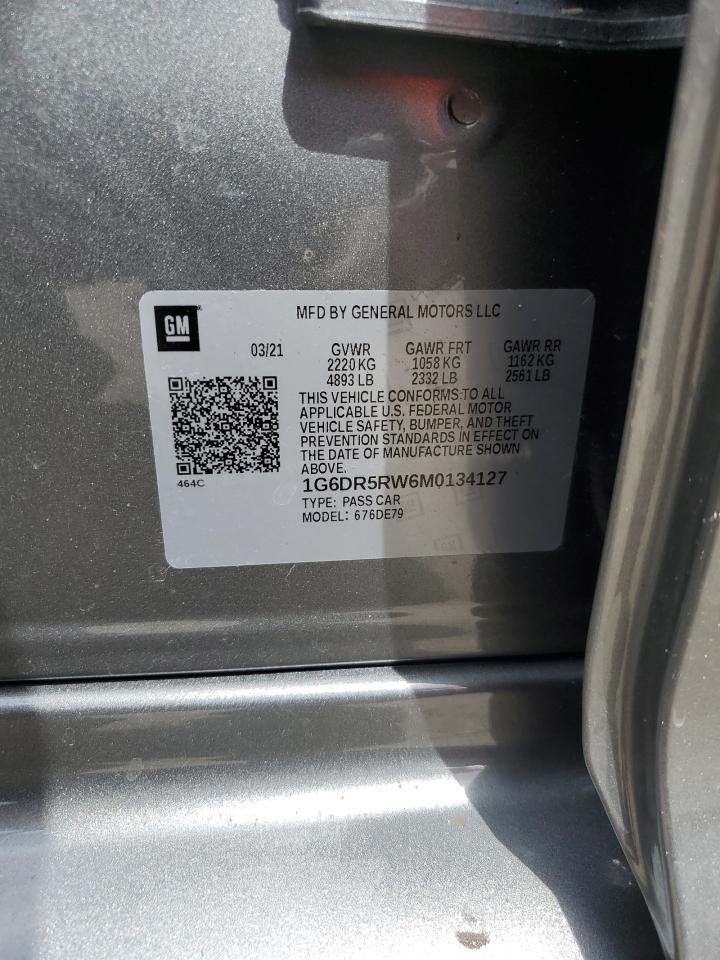 GM
MFD BY GENERAL MOTORS LLC
03/21 GVWR GAWR FRT GAWR RR
2220 KG 1058 KG 1162 KG
4893 LB 2332 LB 2561 LB
THIS VEHICLE CONFORMS TO ALL
APPLICABLE U.S. FEDERAL MOTOR
VEHICLE SAFETY, BUMPER, AND THEFT
PREVENTION STANDARDS IN EFFECT ON
THE DATE OF MANUFACTURE SHOWN
ABOVE.
464C
1G6DR5RW6M0134127
TYPE: PASS CAR
MODEL: 676DE79